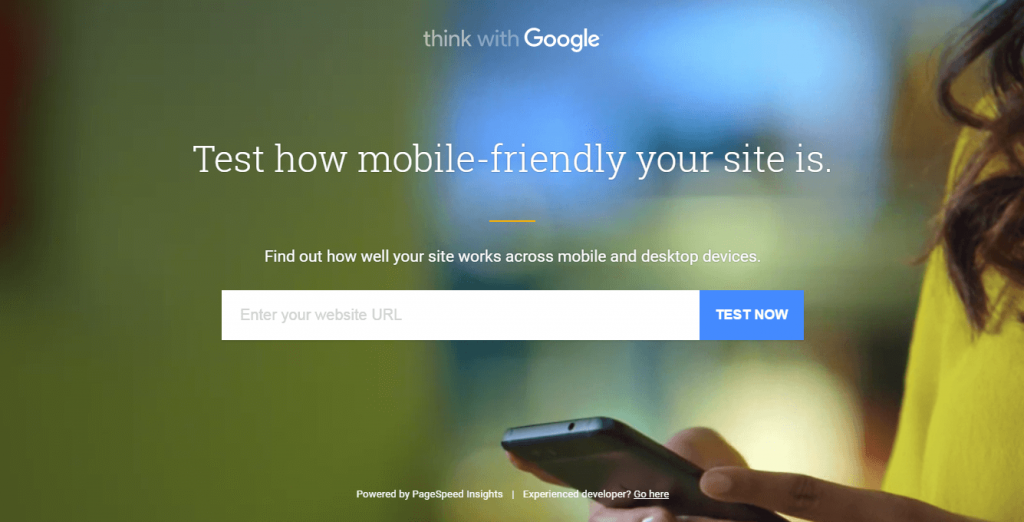 think with Google
Test how mobile-friendly your site is.
Find out how well your site works across mobile and desktop devices.
Enter your website URL
TEST NOW
Powered by PageSpeed Insights | Experienced developer? Go here